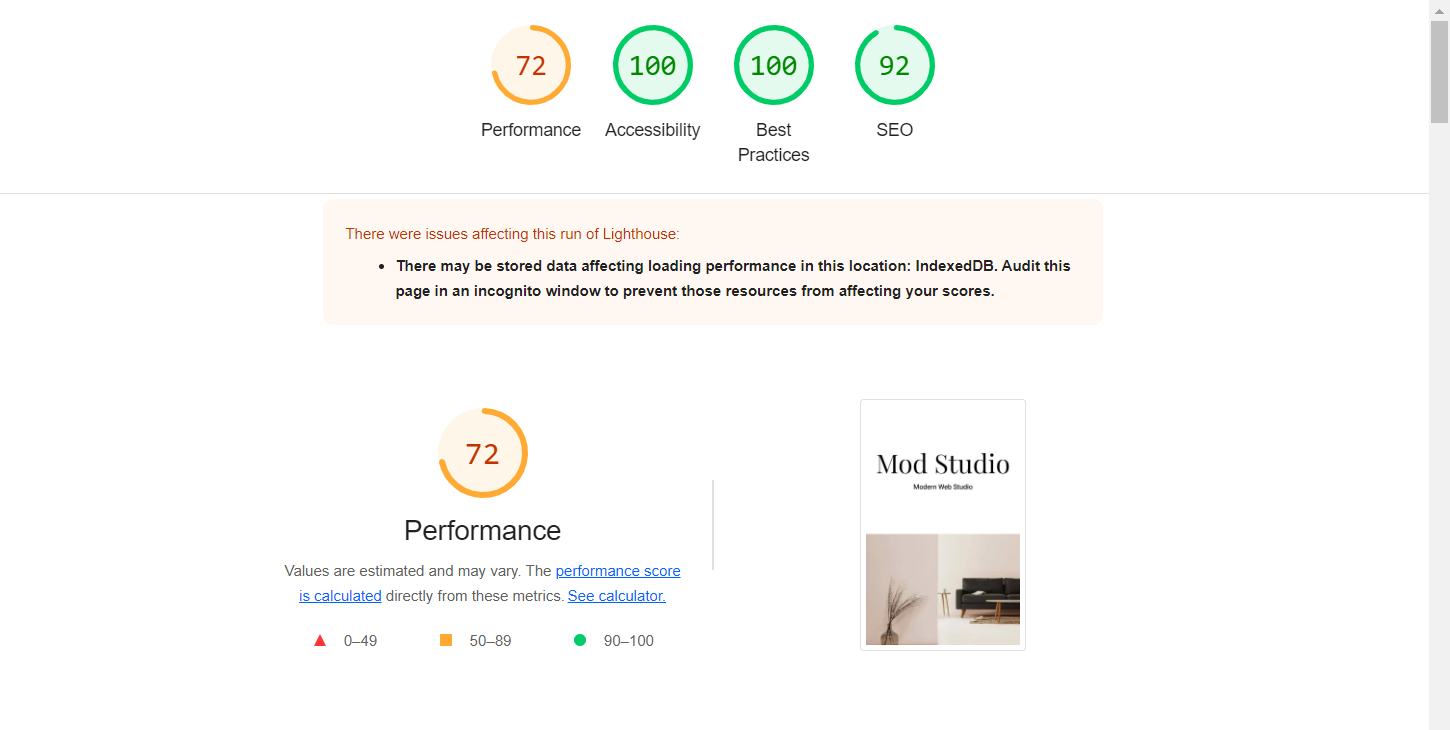 72
100
100
92
Performance
Accessibility
Best
Practices
SEO
There were issues affecting this run of Lighthouse:
There may be stored data affecting loading performance in this location: IndexedDB. Audit this
page in an incognito window to prevent those resources from affecting your scores.
72
Performance
Values are estimated and may vary. The performance score
is calculated directly from these metrics. See calculator.
0–49
50–89
90–100
Mod Studio
Modern Web Studio